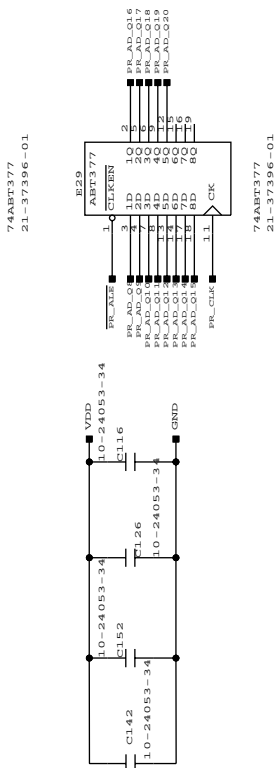 74ABT377
21-37396-01
E29
ABT377
PR_ALE 1 CLKEN
PR_AD_Q8 3 1D 1Q 2 PR_AD_Q16
PR_AD_Q9 4 2D 2Q 5 PR_AD_Q17
PR_AD_Q10 7 3D 3Q 6 PR_AD_Q18
PR_AD_Q11 8 4D 4Q 9 PR_AD_Q19
PR_AD_Q12 13 5D 5Q 12 PR_AD_Q20
PR_AD_Q13 14 6D 6Q 15
PR_AD_Q14 17 7D 7Q 16
PR_AD_Q15 18 8D 8Q 19
PR_CLK 11 CK
74ABT377
21-37396-01
VDD
10-24053-34
C116
10-24053-34
C126
10-24053-34
C152
10-24053-34
C142
GND